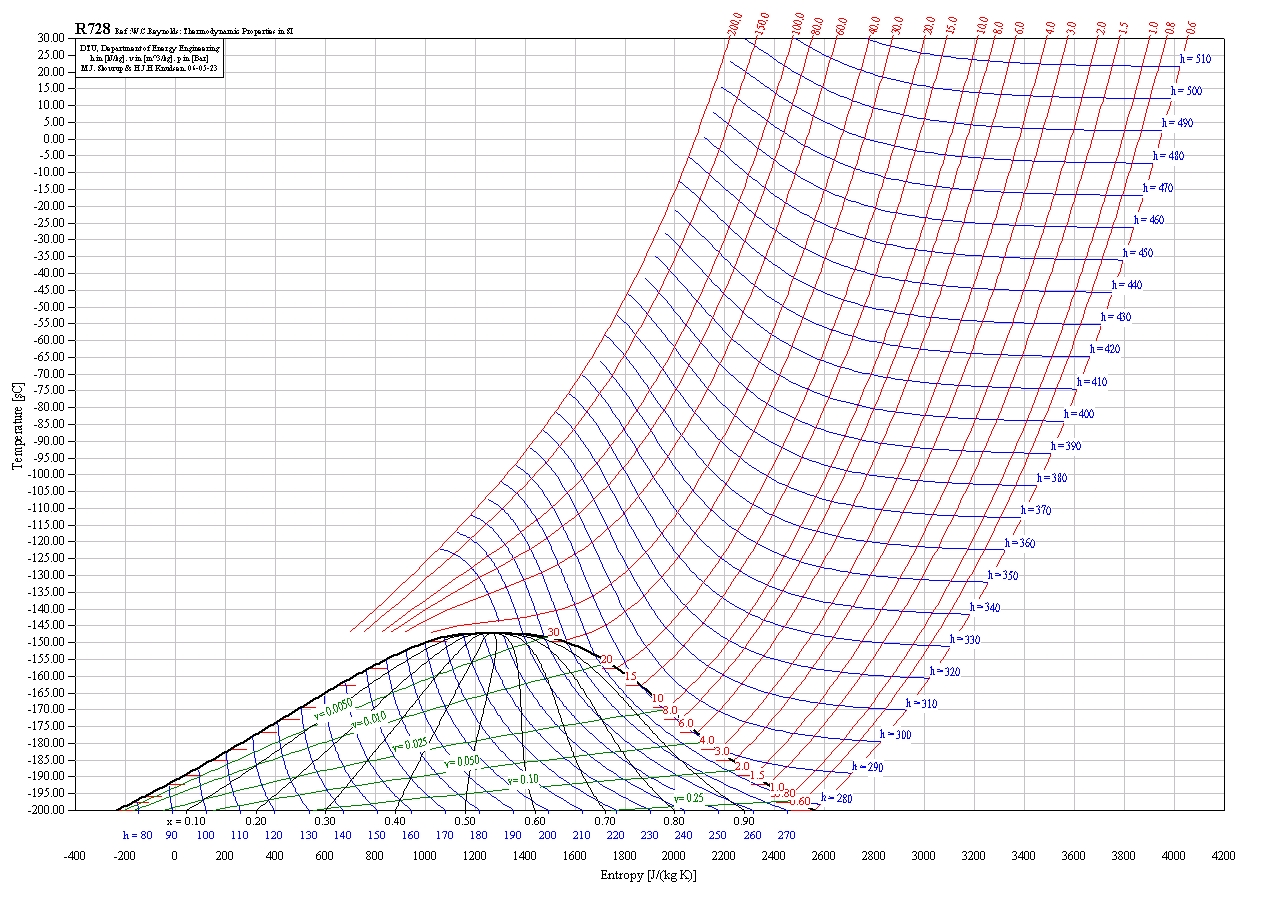 R728 Ref :W.C.Reynolds: Thermodynamic Properties in SI
DTU, Department of Energy Engineering
h in [kJ/kg]. v in [m^3/kg]. p in [Bar]
M.J. Skovrup & H.J.H Knudsen. 04-05-23
200.0 150.0 100.0 80.0 60.0 40.0 30.0 20.0 15.0 10.0 8.0 6.0 4.0 3.0 2.0 1.5 1.0 0.8 0.6
30.00
25.00
20.00
15.00
10.00
5.00
0.00
-5.00
-10.00
-15.00
-20.00
-25.00
-30.00
-35.00
-40.00
-45.00
-50.00
-55.00
-60.00
-65.00
-70.00
-75.00
-80.00
-85.00
-90.00
-95.00
-100.00
-105.00
-110.00
-115.00
-120.00
-125.00
-130.00
-135.00
-140.00
-145.00
-150.00
-155.00
-160.00
-165.00
-170.00
-175.00
-180.00
-185.00
-190.00
-195.00
-200.00
Temperature [şC]
h = 510
h = 500
h = 490
h = 480
h = 470
h = 460
h = 450
h = 440
h = 430
h = 420
h = 410
h = 400
h = 390
h = 380
h = 370
h = 360
h = 350
h = 340
h = 330
h = 320
h = 310
h = 300
h = 290
h = 280
30
20
15
10
8.0
6.0
4.0
3.0
2.0
1.5
1.0
0.80
0.60
v= 0.0050
v= 0.010
v= 0.025
v= 0.050
v= 0.10
v= 0.25
x = 0.10 0.20 0.30 0.40 0.50 0.60 0.70 0.80 0.90
h = 80 90 100 110 120 130 140 150 160 170 180 190 200 210 220 230 240 250 260 270
-400 -200 0 200 400 600 800 1000 1200 1400 1600 1800 2000 2200 2400 2600 2800 3000 3200 3400 3600 3800 4000 4200
Entropy [J/(kg K)]